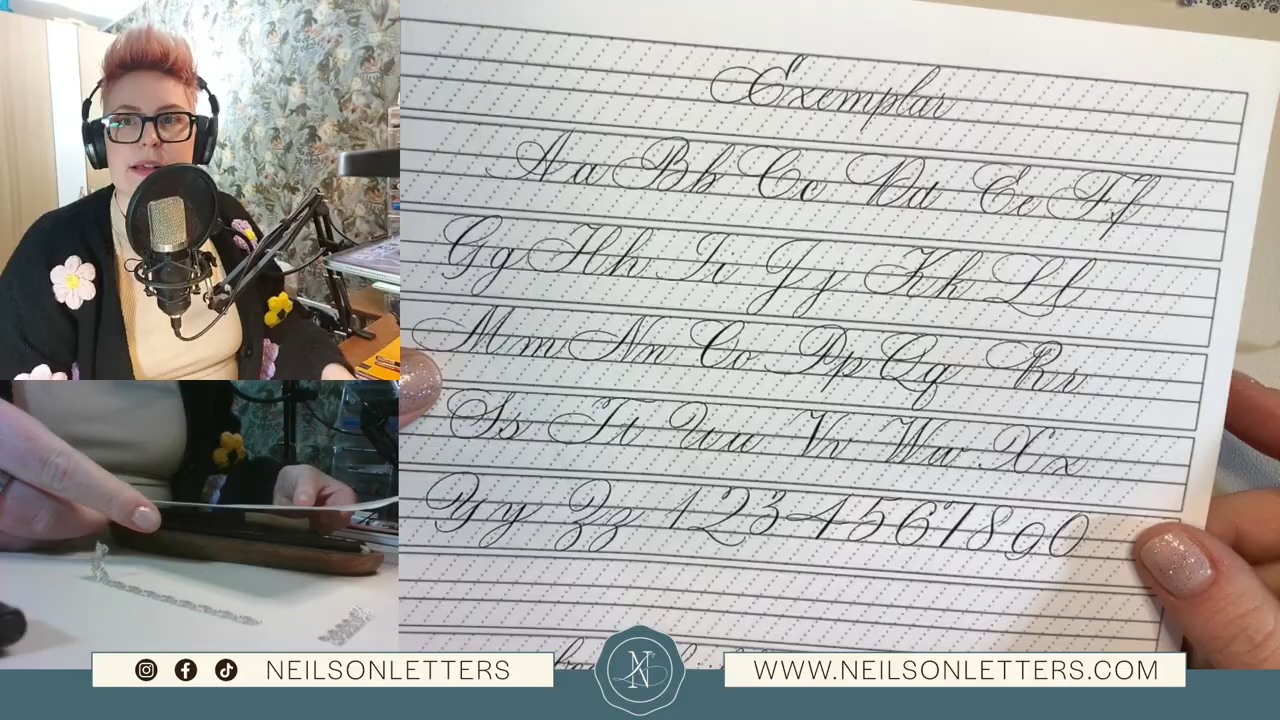 Exemplar
Aa Bb Cc Dd Ee Ff
Gg Hh Ii Jj Kk Ll
Mm Nn Oo Pp Qq Rr
Ss Tt Uu Vv Ww Xx
Yy Zz 1234567890
NEILSONLETTERS
N
WWW.NEILSONLETTERS.COM